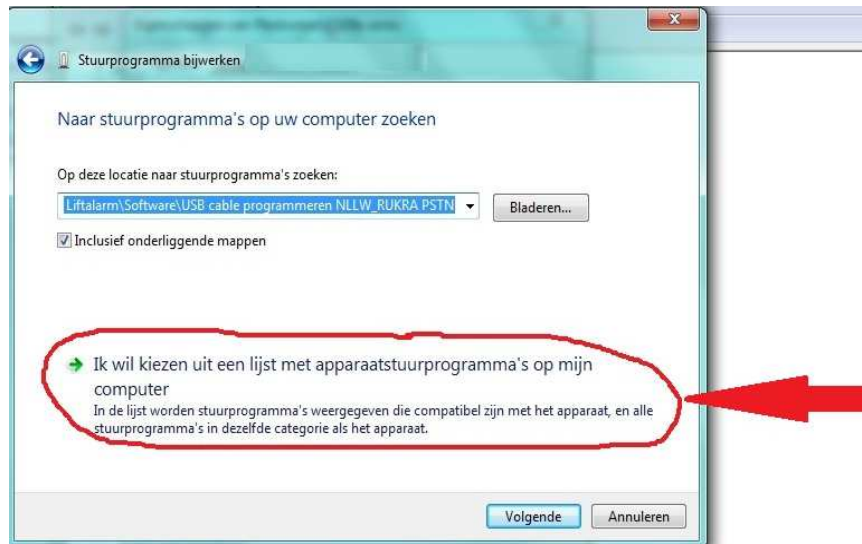 Stuurprogramma bijwerken
Naar stuurprogramma's op uw computer zoeken
Op deze locatie naar stuurprogramma's zoeken:
Liftalarm\Software\USB cable programmeren NLLW_RUKRA PSTN
Bladeren...
Inclusief onderliggende mappen
Ik wil kiezen uit een lijst met apparaatstuurprogramma's op mijn
computer
In de lijst worden stuurprogramma's weergegeven die compatibel zijn met het apparaat, en alle
stuurprogramma's in dezelfde categorie als het apparaat.
Volgende
Annuleren